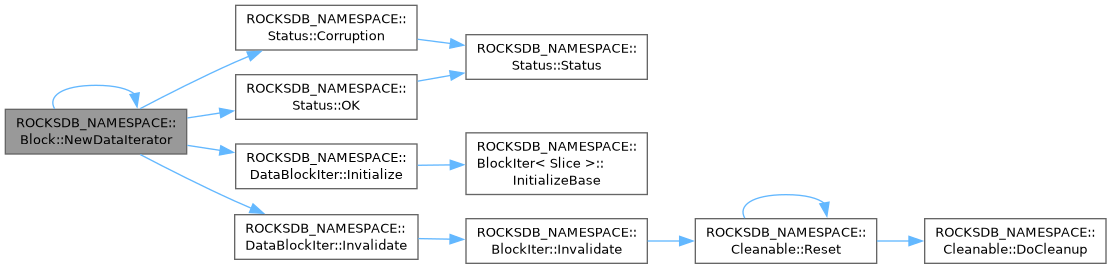 ROCKSDB_NAMESPACE::
Block::NewDataIterator
ROCKSDB_NAMESPACE::
Status::Corruption
ROCKSDB_NAMESPACE::
Status::OK
ROCKSDB_NAMESPACE::
Status::Status
ROCKSDB_NAMESPACE::
DataBlockIter::Initialize
ROCKSDB_NAMESPACE::
BlockIter< Slice >::
InitializeBase
ROCKSDB_NAMESPACE::
DataBlockIter::Invalidate
ROCKSDB_NAMESPACE::
BlockIter::Invalidate
ROCKSDB_NAMESPACE::
Cleanable::Reset
ROCKSDB_NAMESPACE::
Cleanable::DoCleanup